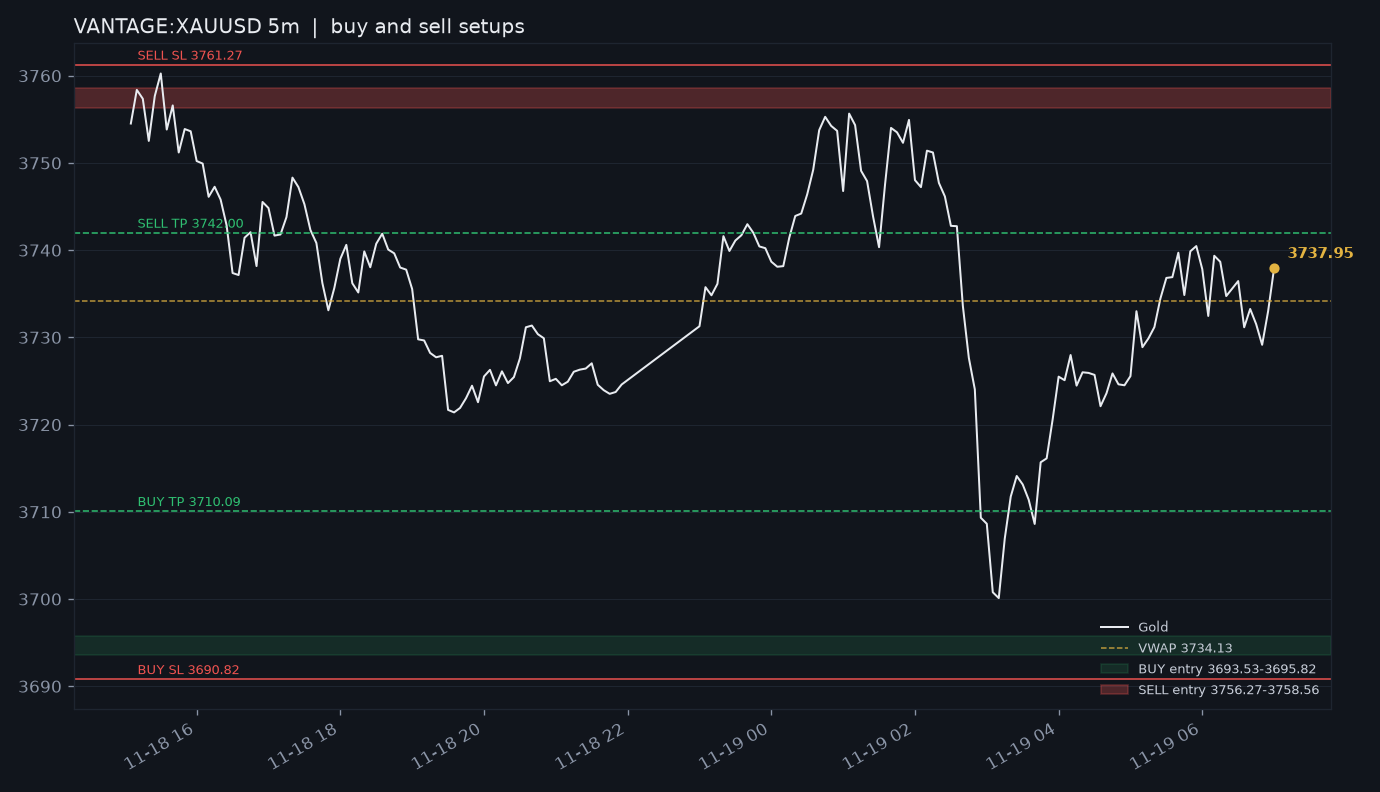 VANTAGE:XAUUSD 5m | buy and sell setups
SELL SL 3761.27
3760
3750
SELL TP 3742.00
3740
3737.95
3730
3720
BUY TP 3710.09
3710
3700
Gold
VWAP 3734.13
BUY entry 3693.53-3695.82
SELL entry 3756.27-3758.56
BUY SL 3690.82
3690
11-18 16
11-18 18
11-18 20
11-18 22
11-19 00
11-19 02
11-19 04
11-19 06